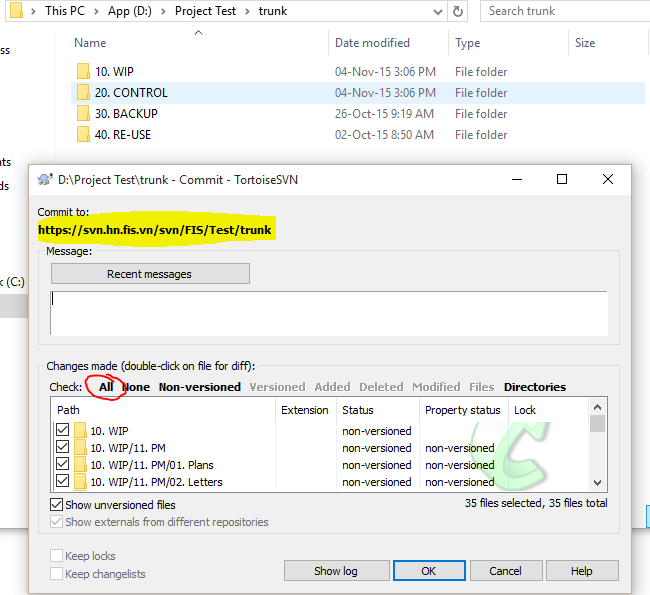 This PC > App (D:) > Project Test > trunk Search trunk
ess
Name Date modified Type Size
10. WIP 04-Nov-15 3:06 PM File folder
20. CONTROL 04-Nov-15 3:06 PM File folder
30. BACKUP 26-Oct-15 9:19 AM File folder
40. RE-USE 02-Oct-15 8:50 AM File folder
nts
ds
k (C:)
D:\Project Test\trunk - Commit - TortoiseSVN
Commit to:
https://svn.hn.fis.vn/svn/FIS/Test/trunk
Message:
Recent messages
Changes made (double-click on file for diff):
Check: All None Non-versioned Versioned Added Deleted Modified Files Directories
Path Extension Status Property status Lock
10. WIP non-versioned
10. WIP/11. PM non-versioned non-versioned
10. WIP/11. PM/01. Plans non-versioned non-versioned
10. WIP/11. PM/02. Letters non-versioned non-versioned
Show unversioned files 35 files selected, 35 files total
Show externals from different repositories
Keep locks
Keep changelists
Show log OK Cancel Help